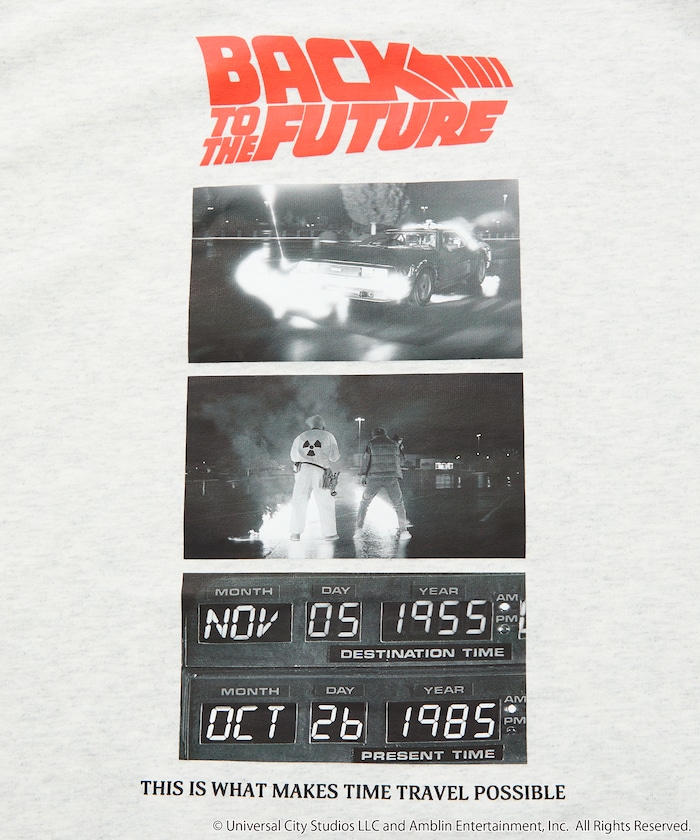 BACK
TO THE FUTURE
MONTH DAY YEAR
NOV 05 1955 AM PM
DESTINATION TIME
MONTH DAY YEAR
OCT 26 1985 AM PM
PRESENT TIME
THIS IS WHAT MAKES TIME TRAVEL POSSIBLE
© Universal City Studios LLC and Amblin Entertainment, Inc. All Rights Reserved.